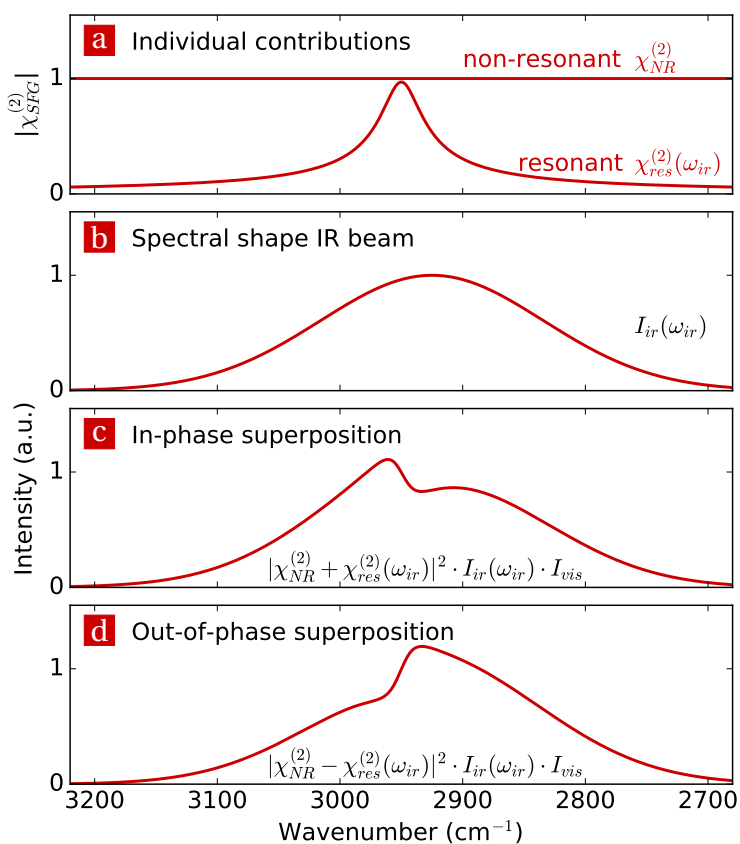 a Individual contributions
non-resonant χ_NR^(2)
1
|χ_SFG^(2)|
resonant χ_res^(2)(ω_ir)
0
b Spectral shape IR beam
1
I_ir(ω_ir)
0
c In-phase superposition
1
Intensity (a.u.)
|χ_NR^(2) + χ_res^(2)(ω_ir)|² · I_ir(ω_ir) · I_vis
0
d Out-of-phase superposition
1
|χ_NR^(2) − χ_res^(2)(ω_ir)|² · I_ir(ω_ir) · I_vis
0
3200 3100 3000 2900 2800 2700
Wavenumber (cm⁻¹)